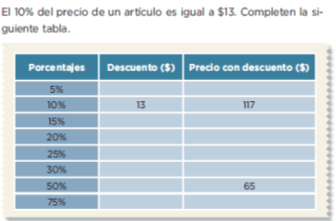 El 10% del precio de un artículo es igual a $13. Completen la si-
guiente tabla.
Porcentajes Descuento ($) Precio con descuento ($)
5%
10% 13 117
15%
20%
25%
30%
50% 65
75%